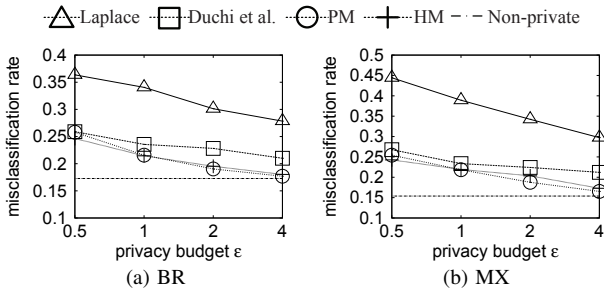 Laplace Duchi et al. PM HM Non-private
misclassification rate
0.4
0.35
0.3
0.25
0.2
0.15
0.1
0.5 1 2 4
privacy budget ε
(a) BR
misclassification rate
0.5
0.45
0.4
0.35
0.3
0.25
0.2
0.15
0.1
0.5 1 2 4
privacy budget ε
(b) MX